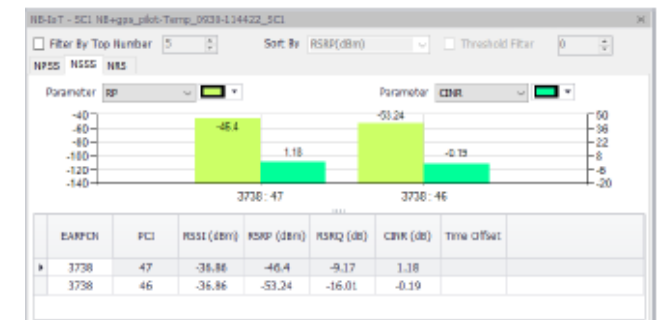 NB-IoT - SCI NB+gps_pilot-Temp_0930-114422_SCI
Filter By Top Number 5 Sort By RSRP(dBm) Threshold Filter 0
NPSS NSSS NRS
Parameter RP Parameter CINR
-40 -46.4 -53.24 50
-60 36
-80 22
-100 1.18 -0.19 8
-120 -6
-140 -20
3738 : 47 3738 : 46
EARFCN PCI RSSI (dBm) RSRP (dBm) RSRQ (dB) CINR (dB) Time Offset
3738 47 -36.86 -46.4 -9.17 1.18
3738 46 -36.86 -53.24 -16.01 -0.19